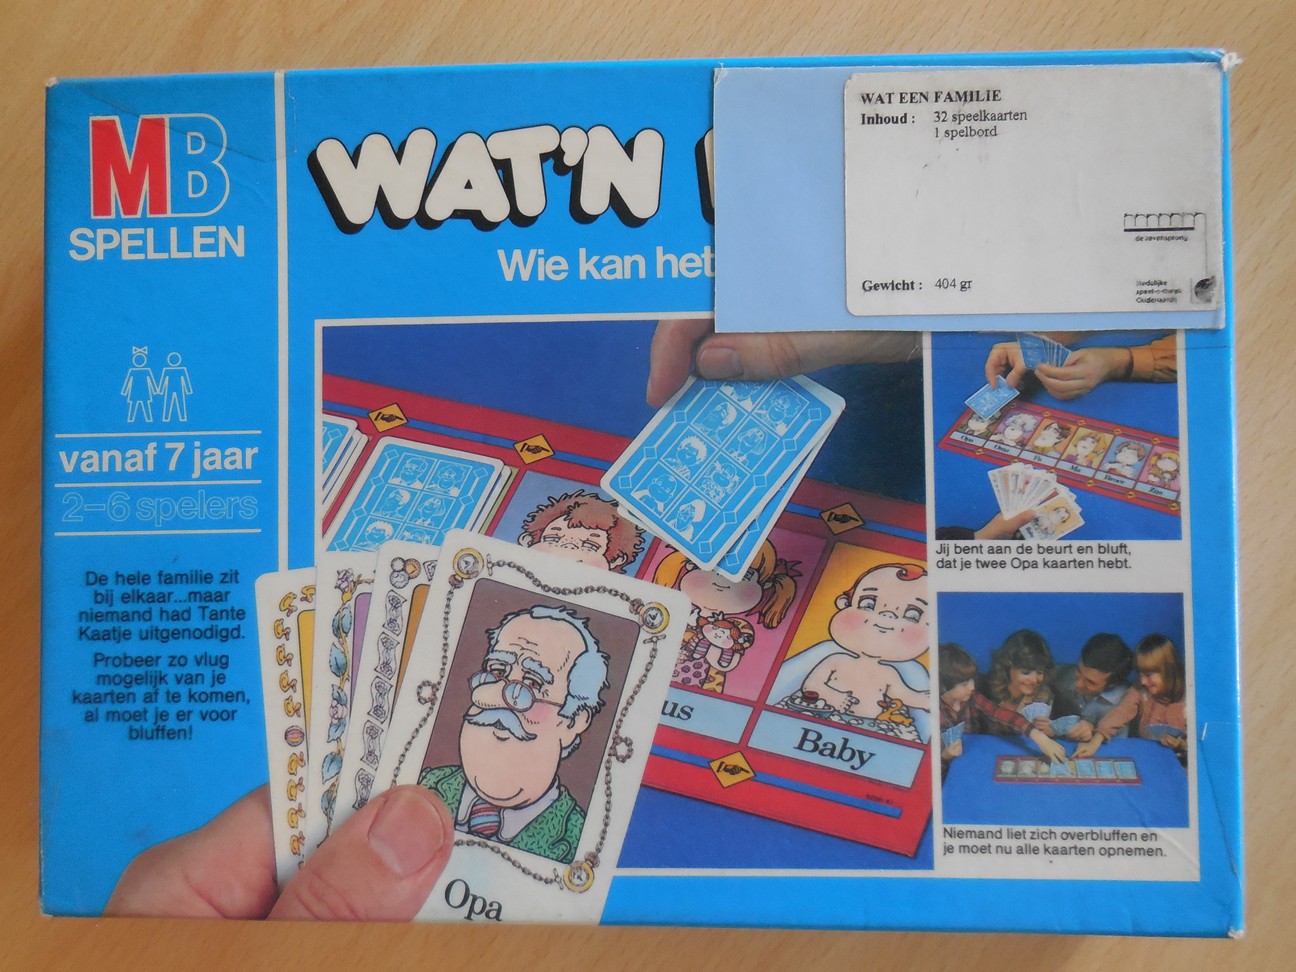 MB
SPELLEN
WAT'N
Wie kan het
WAT EEN FAMILIE
Inhoud : 32 speelkaarten
1 spelbord
de zevensprong
Stedelijke
Gewicht : 404 gr
vanaf 7 jaar
2-6 spelers
De hele familie zit
bij elkaar...maar
niemand had Tante
Kaatje uitgenodigd.
Probeer zo vlug
mogelijk van je
kaarten af te komen,
al moet je er voor
bluffen!
Opa
us
Baby
Jij bent aan de beurt en bluft,
dat je twee Opa kaarten hebt.
Niemand liet zich overbluffen en
je moet nu alle kaarten opnemen.